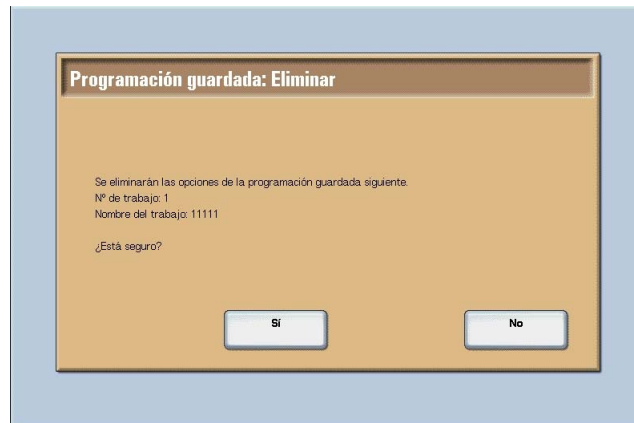 Programación guardada: Eliminar
Se eliminarán las opciones de la programación guardada siguiente.
Nº de trabajo: 1
Nombre del trabajo: 11111
¿Está seguro?
Sí
No